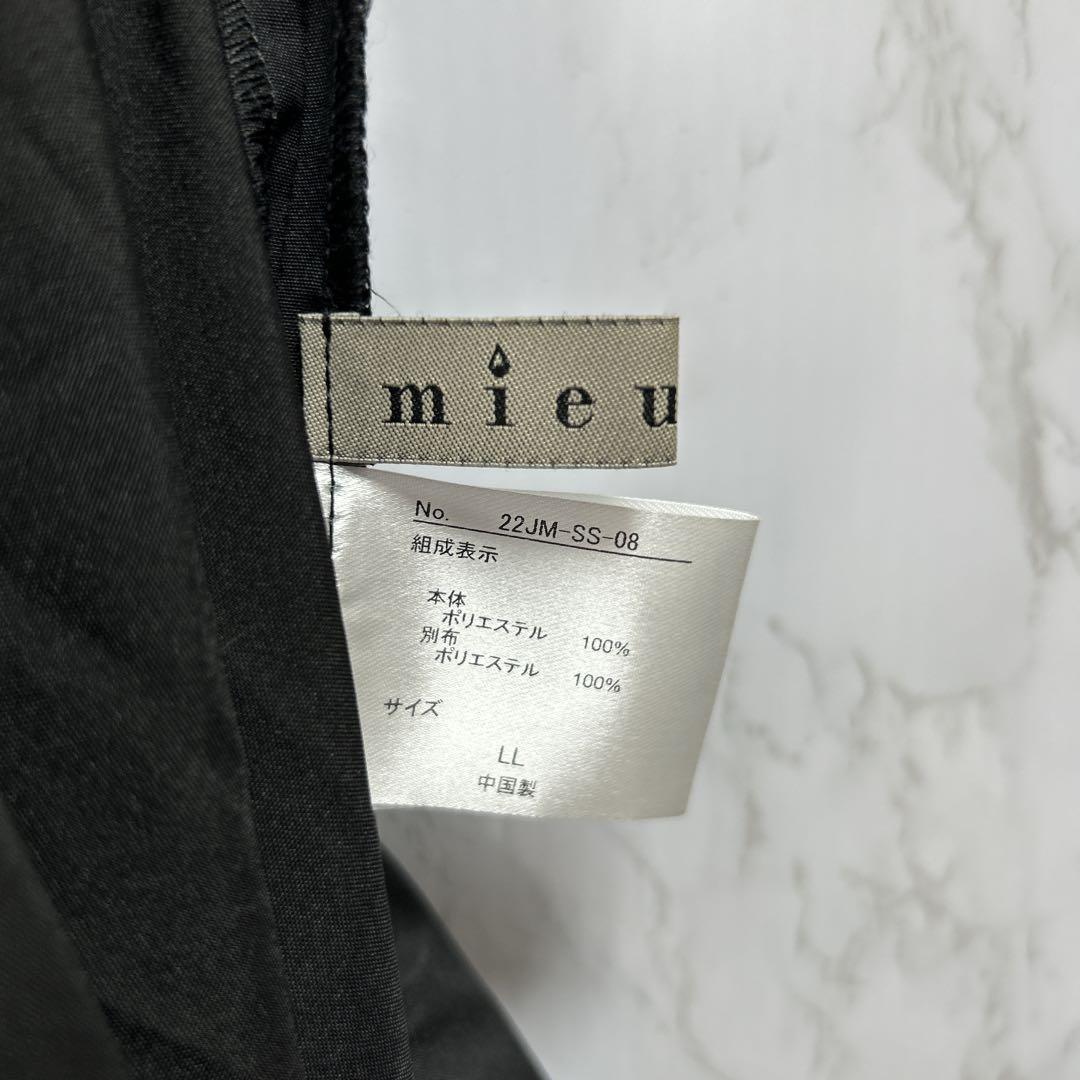 mieu
No. 22JM-SS-08
組成表示
本体
ポリエステル 100%
別布
ポリエステル 100%
サイズ
LL
中国製